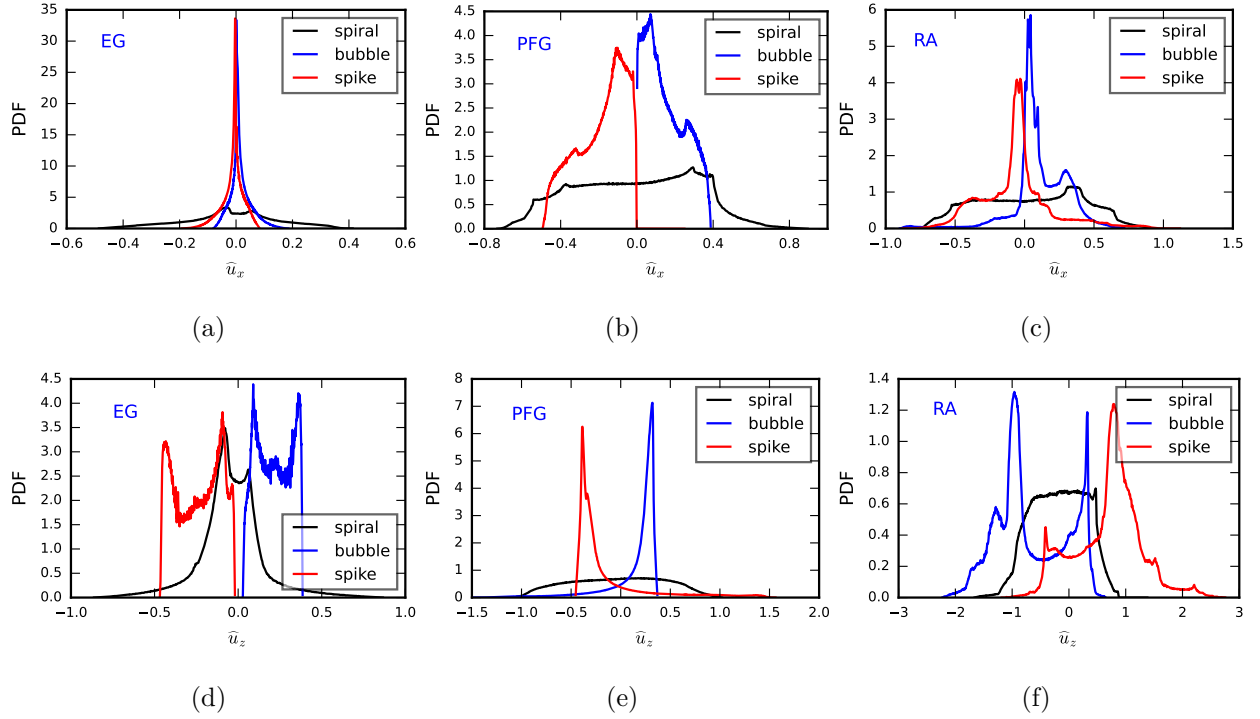 35
30
25
20
15
10
5
0
PDF
EG
spiral
bubble
spike
−0.6 −0.4 −0.2 0.0 0.2 0.4 0.6
û_x
(a)
4.5
4.0
3.5
3.0
2.5
2.0
1.5
1.0
0.5
0.0
PDF
PFG
spiral
bubble
spike
−0.8 −0.4 0.0 0.4 0.8
û_x
(b)
6
5
4
3
2
1
0
PDF
RA
spiral
bubble
spike
−1.0 −0.5 0.0 0.5 1.0 1.5
û_x
(c)
4.5
4.0
3.5
3.0
2.5
2.0
1.5
1.0
0.5
0.0
PDF
EG
spiral
bubble
spike
−1.0 −0.5 0.0 0.5 1.0
û_z
(d)
8
7
6
5
4
3
2
1
0
PDF
PFG
spiral
bubble
spike
−1.5 −1.0 −0.5 0.0 0.5 1.0 1.5 2.0
û_z
(e)
1.4
1.2
1.0
0.8
0.6
0.4
0.2
0.0
PDF
RA
spiral
bubble
spike
−3 −2 −1 0 1 2 3
û_z
(f)